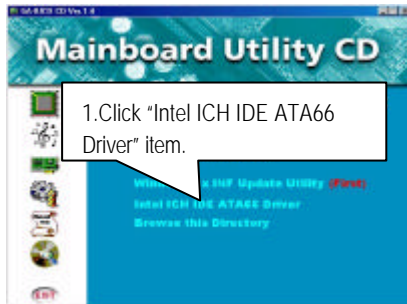 Mainboard Utility CD
1.Click “Intel ICH IDE ATA66
Driver” item.
INF Update Utility (First)
Intel ICH IDE ATA66 Driver
Browse this Directory